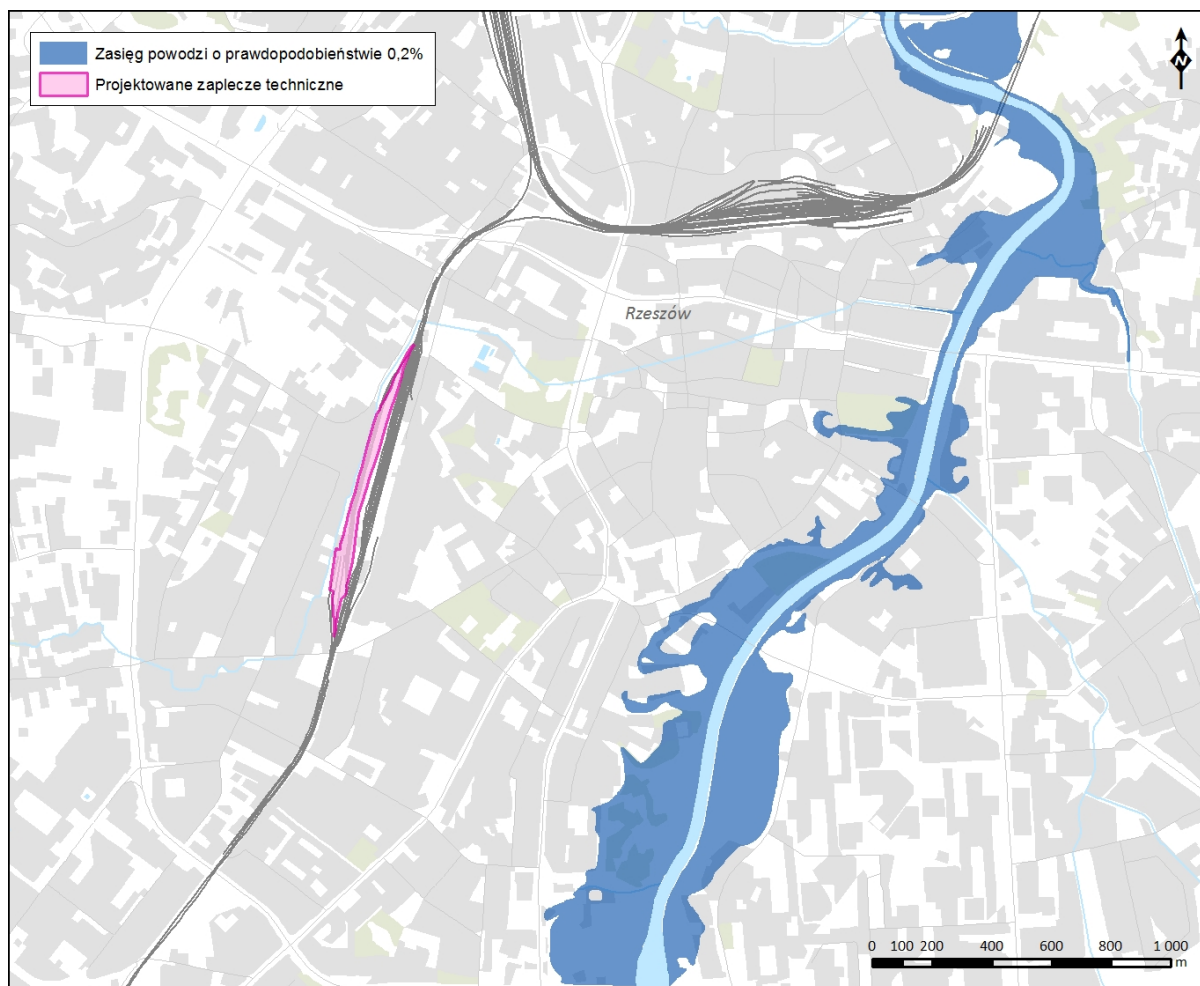 Zasięg powodzi o prawdopodobieństwie 0,2%
Projektowane zaplecze techniczne
N
Rzeszów
0 100 200 400 600 800 1 000
m